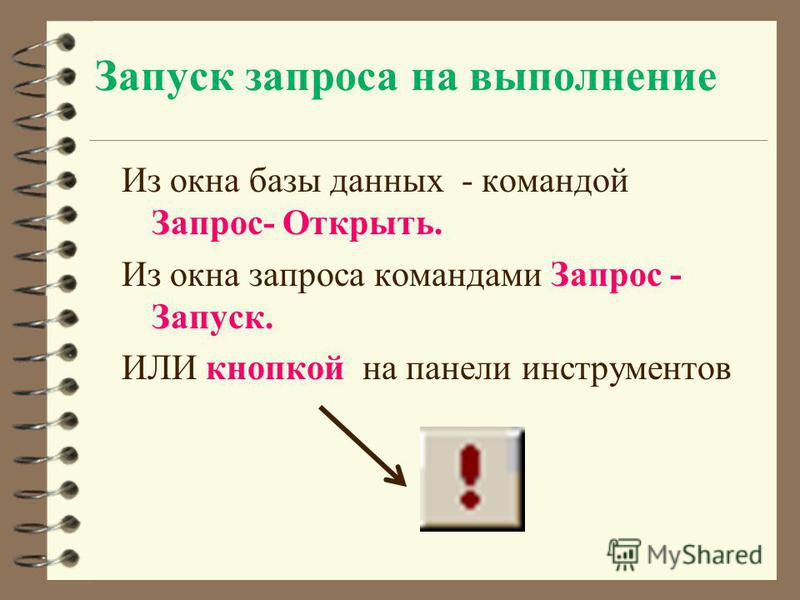 Запуск запроса на выполнение
Из окна базы данных - командой
Запрос- Открыть.
Из окна запроса командами Запрос -
Запуск.
ИЛИ кнопкой на панели инструментов
!
MyShared